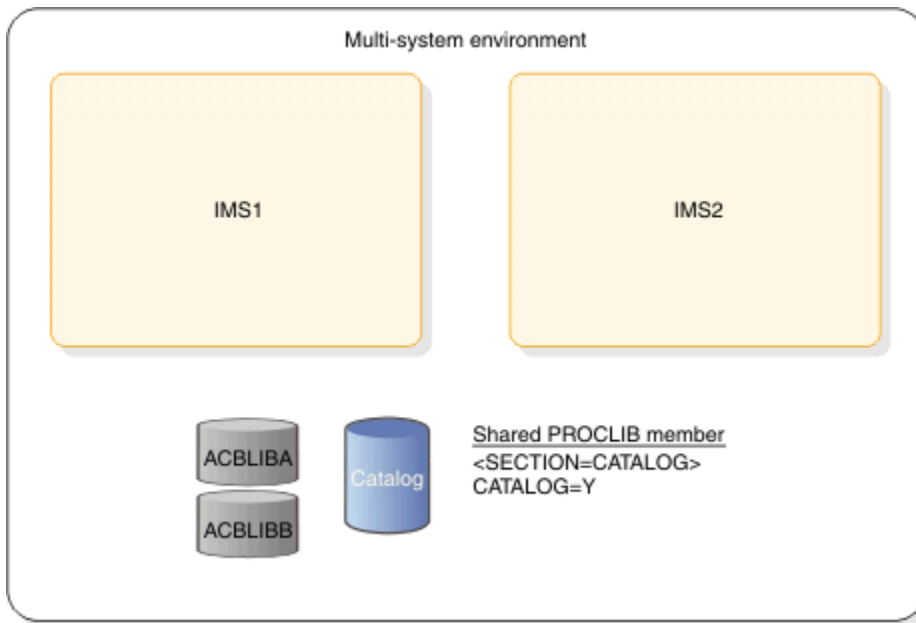 Multi-system environment
IMS1
IMS2
ACBLIBA
ACBLIBB
Catalog
Shared PROCLIB member
<SECTION=CATALOG>
CATALOG=Y